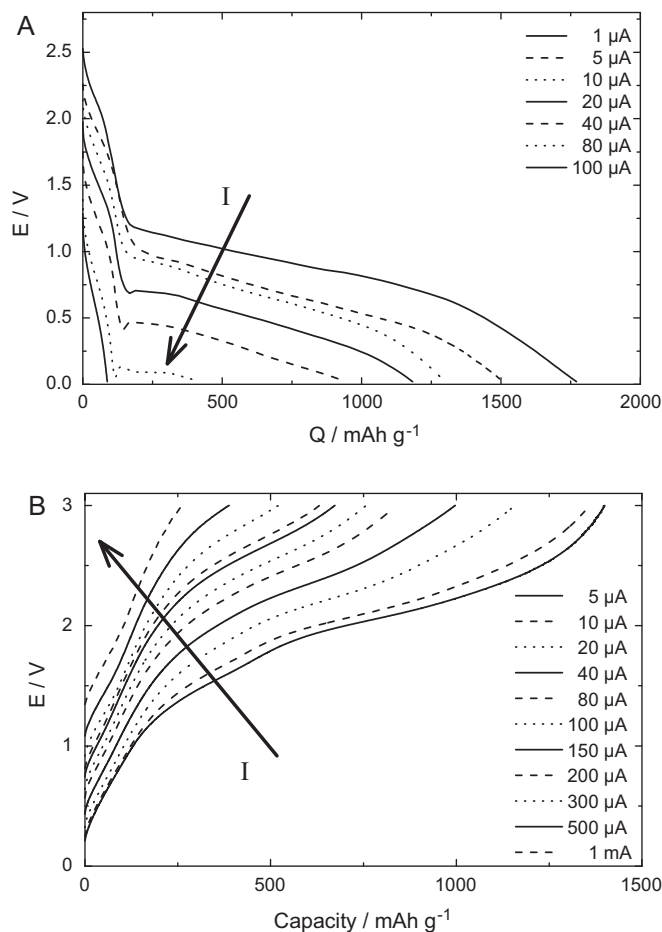 A
2.5
2.0
1.5
1.0
0.5
0.0
E / V
0
500
1000
1500
2000
Q / mAh g⁻¹
I
1 µA
5 µA
10 µA
20 µA
40 µA
80 µA
100 µA
B
3
2
1
0
E / V
0
500
1000
1500
Capacity / mAh g⁻¹
I
5 µA
10 µA
20 µA
40 µA
80 µA
100 µA
150 µA
200 µA
300 µA
500 µA
1 mA